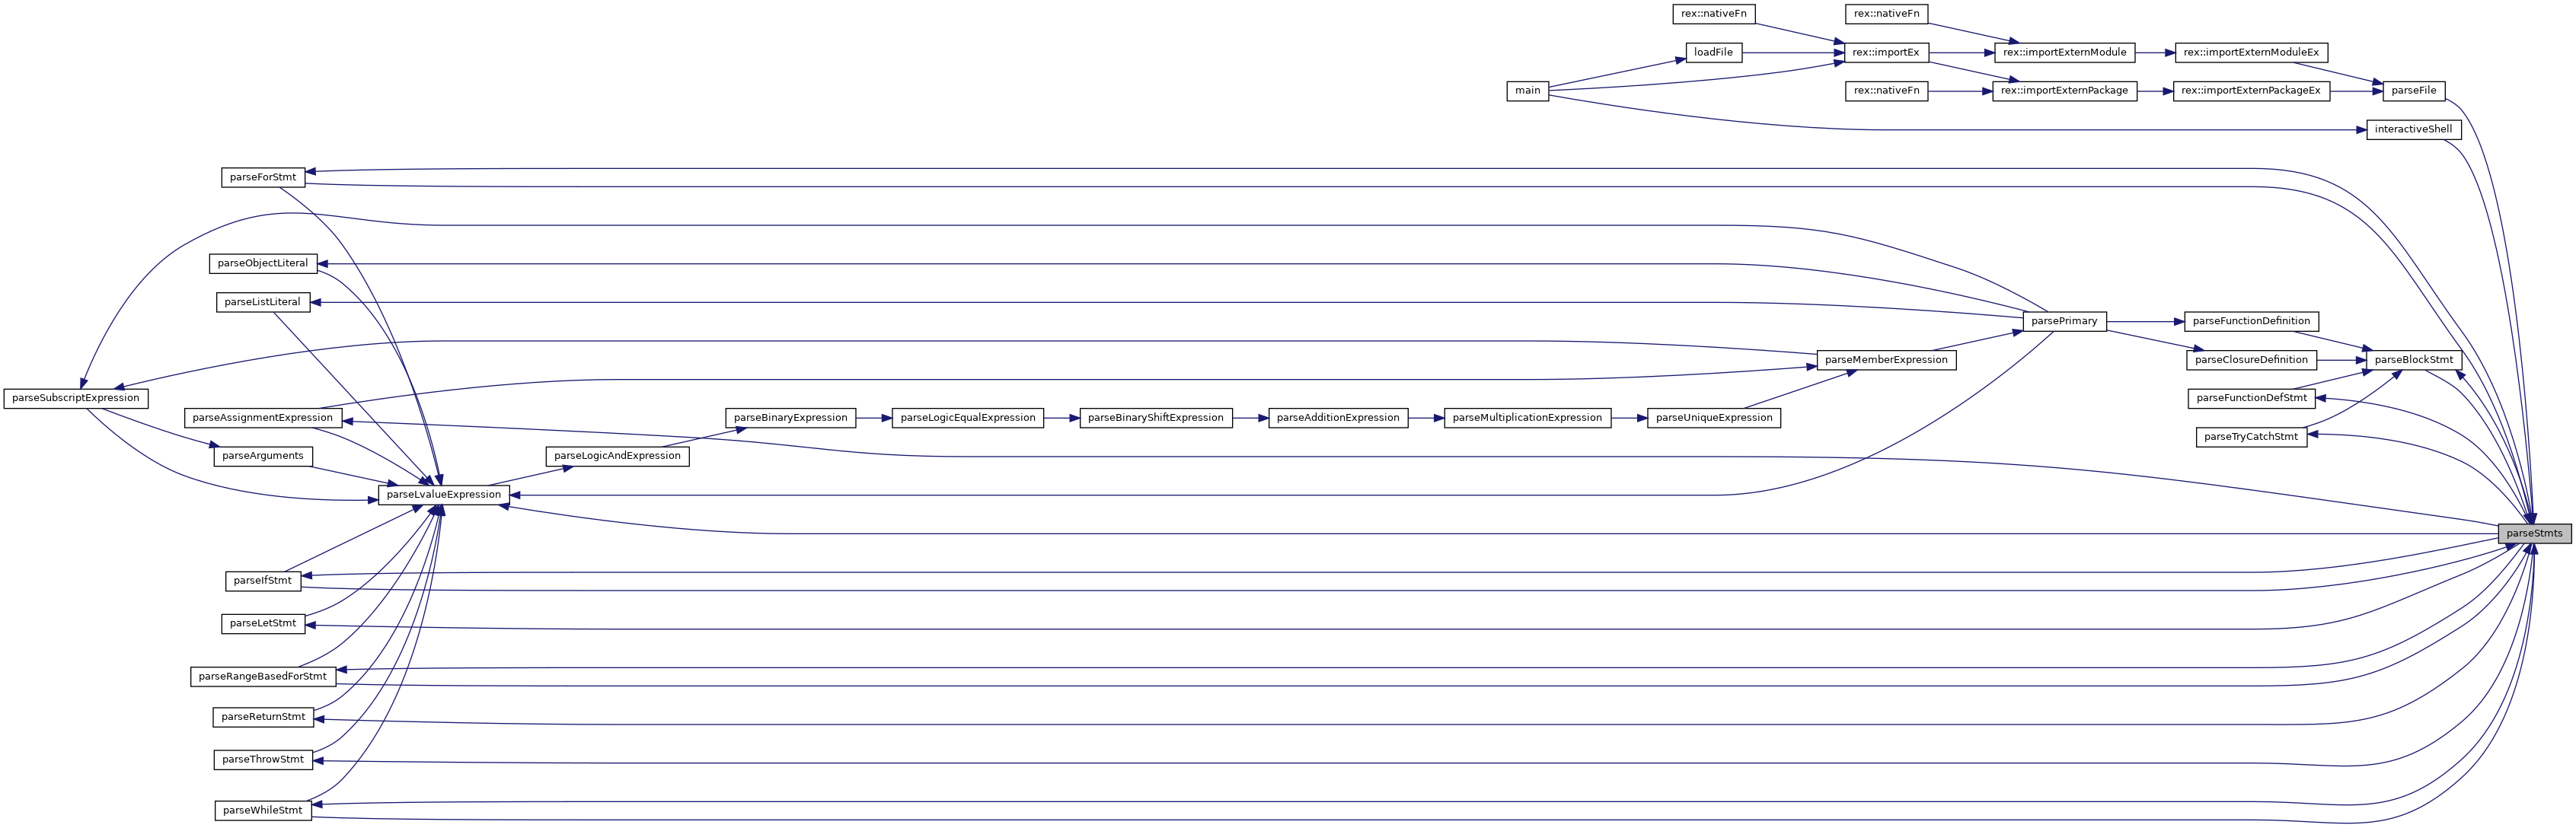 rex::nativeFn
rex::nativeFn
loadFile
rex::importEx
rex::importExternModule
rex::importExternModuleEx
main
rex::nativeFn
rex::importExternPackage
rex::importExternPackageEx
parseFile
interactiveShell
parseForStmt
parseObjectLiteral
parseListLiteral
parsePrimary
parseFunctionDefinition
parseMemberExpression
parseClosureDefinition
parseBlockStmt
parseSubscriptExpression
parseFunctionDefStmt
parseAssignmentExpression
parseBinaryExpression
parseLogicEqualExpression
parseBinaryShiftExpression
parseAdditionExpression
parseMultiplicationExpression
parseUniqueExpression
parseTryCatchStmt
parseArguments
parseLogicAndExpression
parseLvalueExpression
parseStmts
parseIfStmt
parseLetStmt
parseRangeBasedForStmt
parseReturnStmt
parseThrowStmt
parseWhileStmt